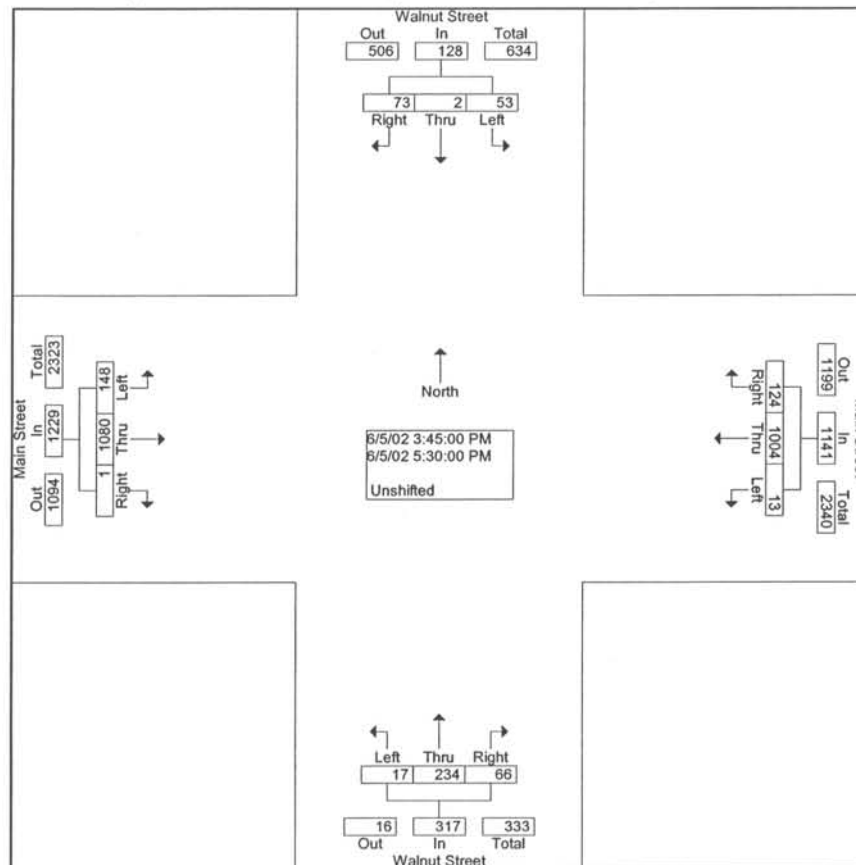 Walnut Street
Out In Total
506 128 634
73 2 53
Right Thru Left
Total 2323
In 1229
Out 1094
Main Street
148 Left
1080 Thru
1 Right
North
6/5/02 3:45:00 PM
6/5/02 5:30:00 PM
Unshifted
Right 124
Thru 1004
Left 13
Out 1199
In 1141
Total 2340
Left Thru Right
17 234 66
16 317 333
Out In Total
Walnut Street